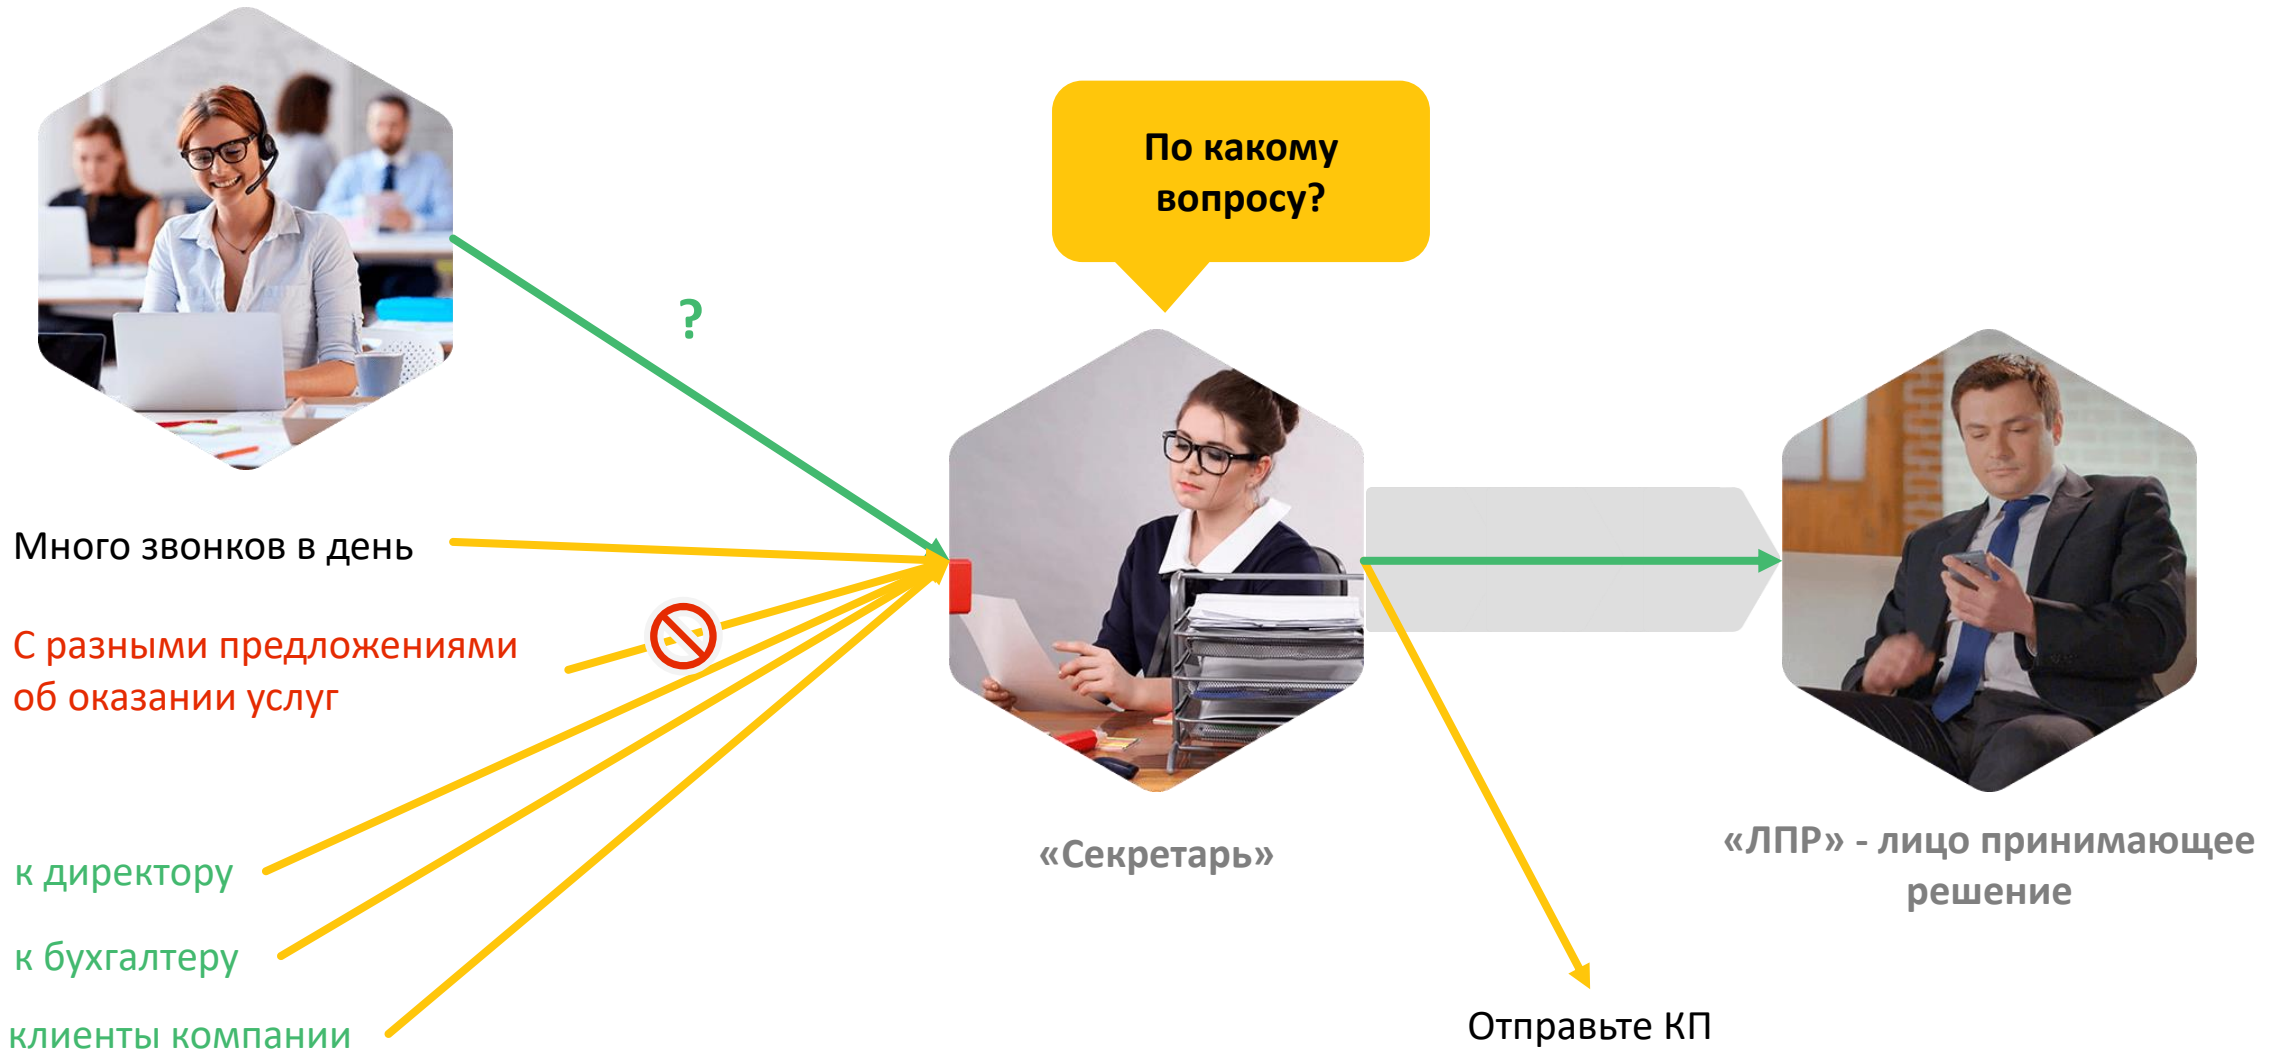 По какому
вопросу?
?
Много звонков в день
С разными предложениями
об оказании услуг
к директору
к бухгалтеру
клиенты компании
«Секретарь»
«ЛПР» - лицо принимающее
решение
Отправьте КП